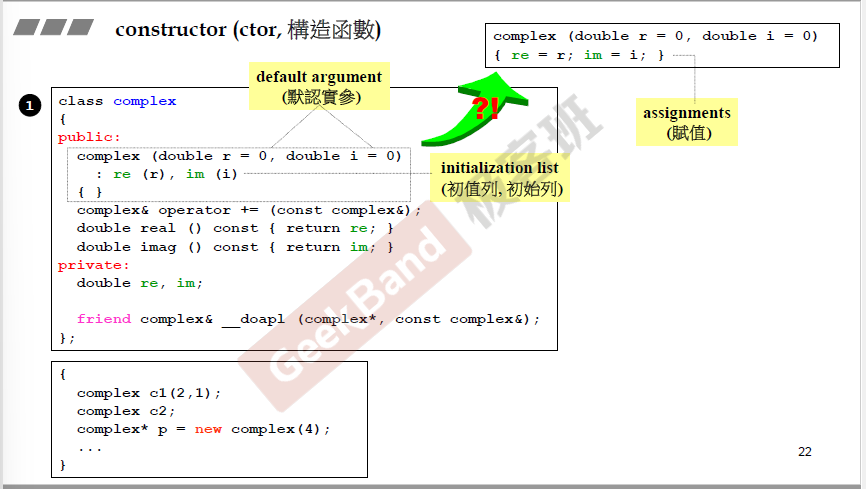 constructor (ctor, 構造函數)
complex (double r = 0, double i = 0)
{ re = r; im = i; }
assignments
(賦值)
default argument
(默認實參)
?!
initialization list
(初值列, 初始列)
1
class complex
{
public:
complex (double r = 0, double i = 0)
: re (r), im (i)
{ }
complex& operator += (const complex&);
double real () const { return re; }
double imag () const { return im; }
private:
double re, im;
friend complex& __doapl (complex*, const complex&);
};
{
complex c1(2,1);
complex c2;
complex* p = new complex(4);
...
}
GeekBand 极客班
22